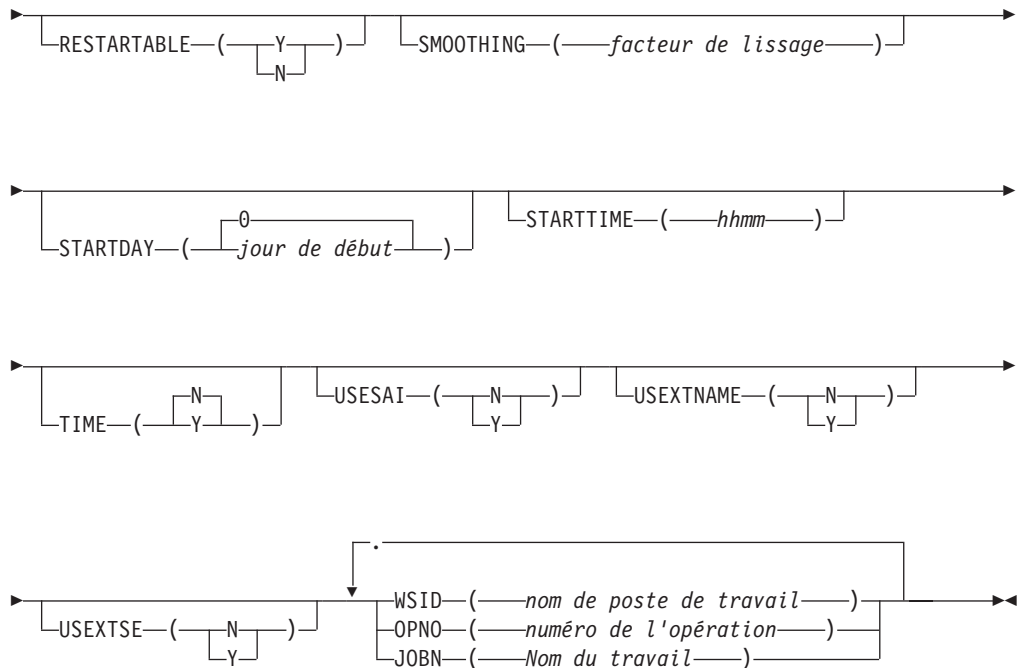 RESTARTABLE ( Y ) SMOOTHING ( facteur de lissage )
N
0
STARTDAY ( jour de début ) STARTTIME ( hhmm )
N
TIME ( Y ) USESAI ( N ) USEXTNAME ( N )
Y Y
.
USEXTSE ( N ) WSID ( nom de poste de travail )
Y OPNO ( numéro de l'opération )
JOBN ( Nom du travail )